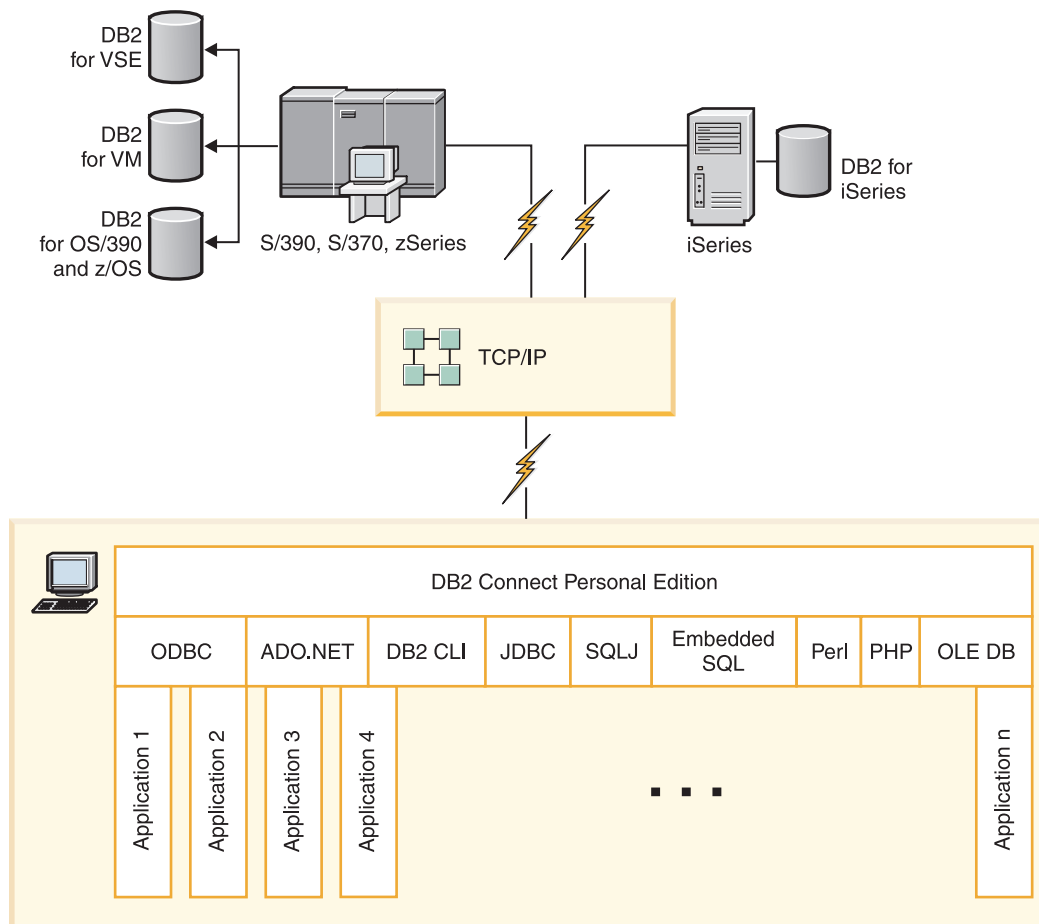 DB2
for VSE
DB2
for VM
DB2
for OS/390
and z/OS
S/390, S/370, zSeries
iSeries
DB2 for
iSeries
TCP/IP
DB2 Connect Personal Edition
ODBC
ADO.NET
DB2 CLI
JDBC
SQLJ
Embedded
SQL
Perl
PHP
OLE DB
Application 1
Application 2
Application 3
Application 4
. . .
Application n